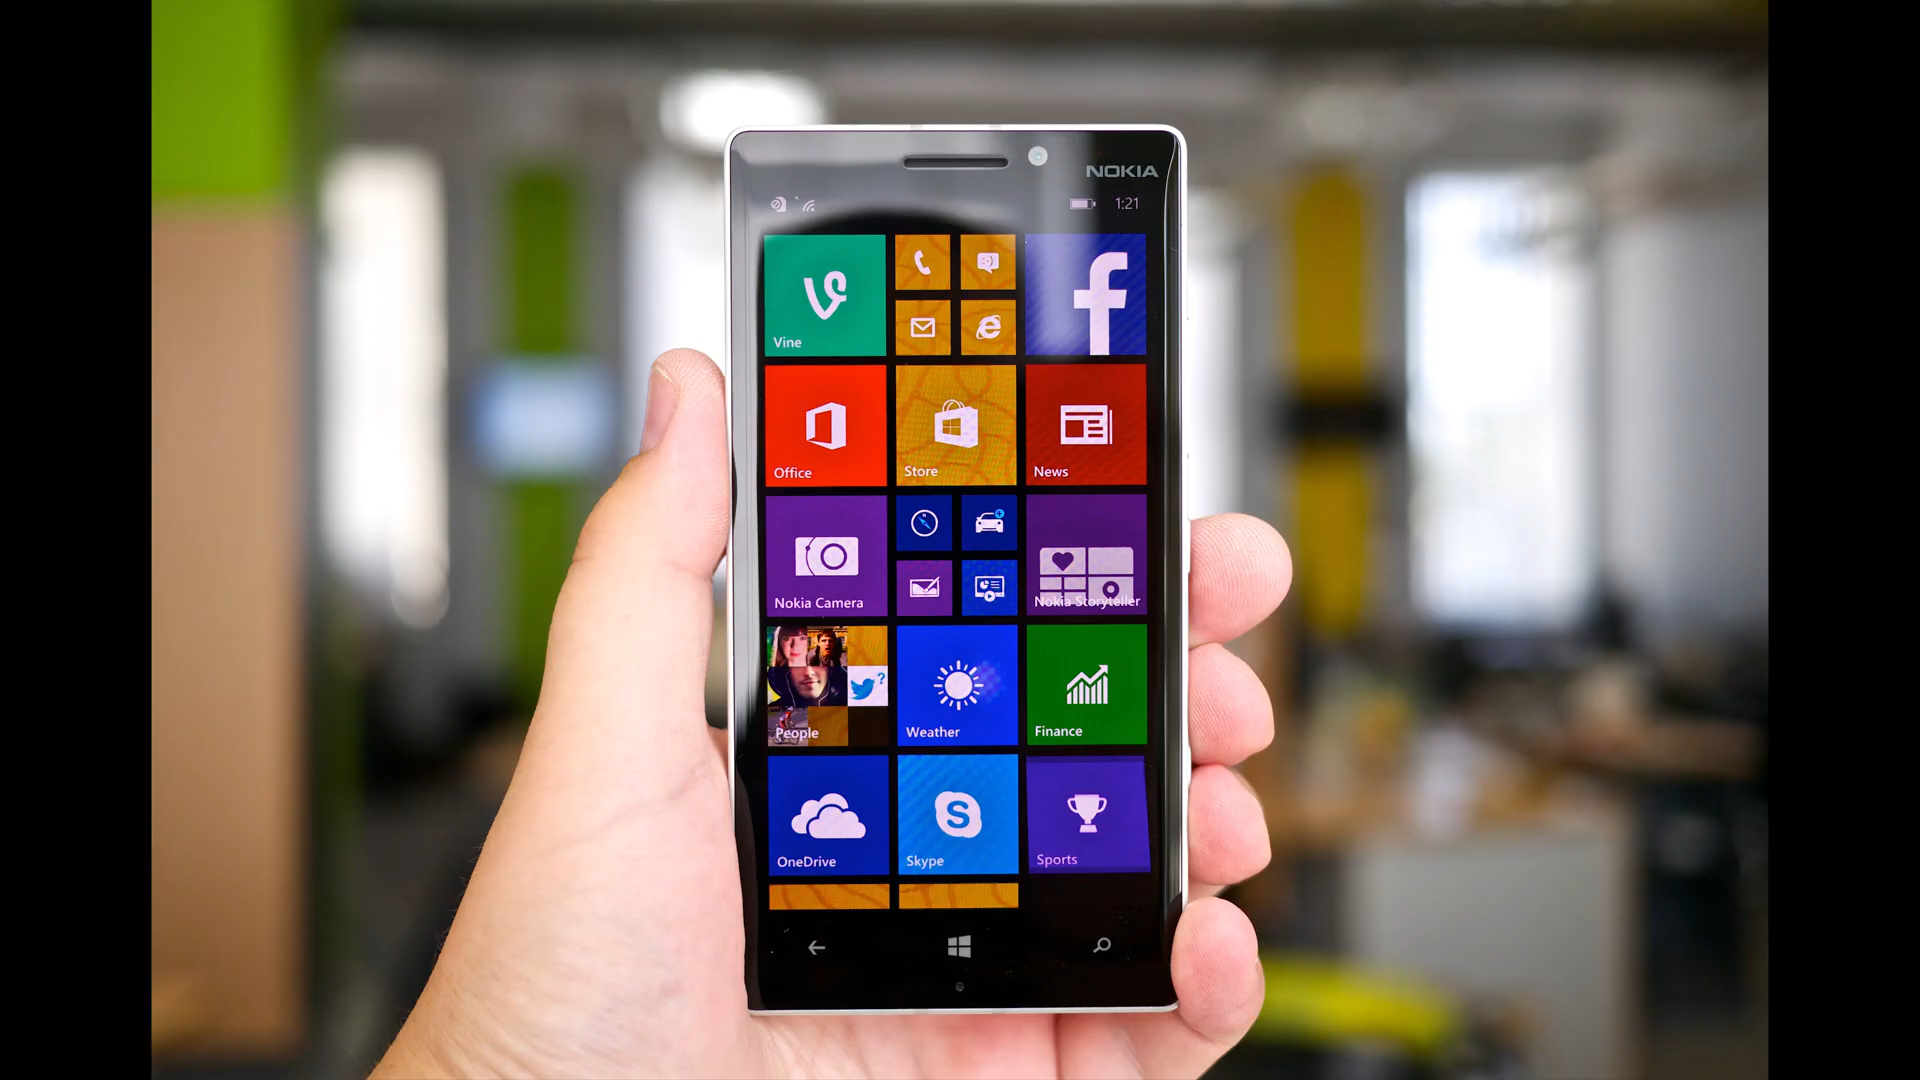 NOKIA
1:21
Vine
Office
Store
News
Nokia Camera
Nokia Storyteller
People
Weather
Finance
OneDrive
Skype
Sports